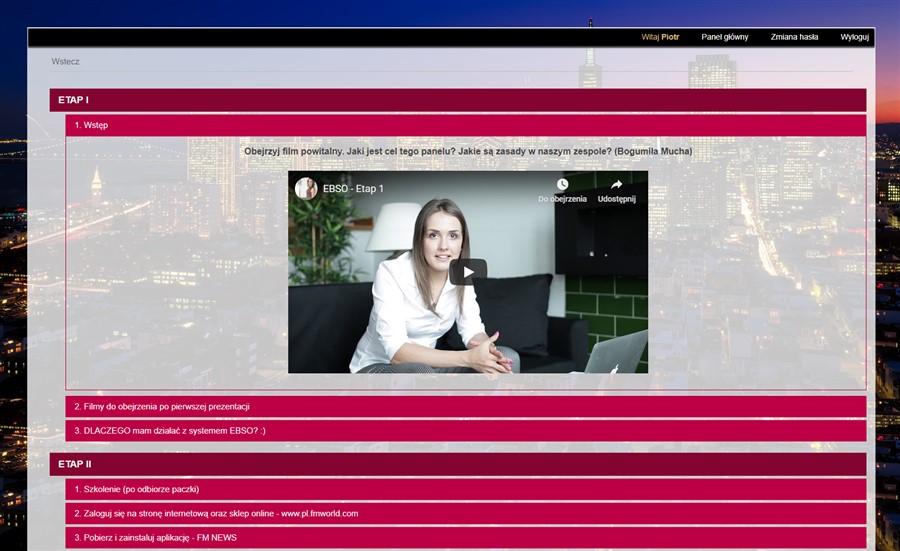 Witaj Piotr Panel główny Zmiana hasła Wyloguj
Wstecz
ETAP I
1. Wstęp
Obejrzyj film powitalny. Jaki jest cel tego panelu? Jakie są zasady w naszym zespole? (Bogumiła Mucha)
EBSO - Etap 1
Do obejrzenia Udostępnij
2. Filmy do obejrzenia po pierwszej prezentacji
3. DLACZEGO mam działać z systemem EBSO? :)
ETAP II
1. Szkolenie (po odbiorze paczki)
2. Zaloguj się na stronę internetową oraz sklep online - www.pl.fmworld.com
3. Pobierz i zainstaluj aplikację - FM NEWS